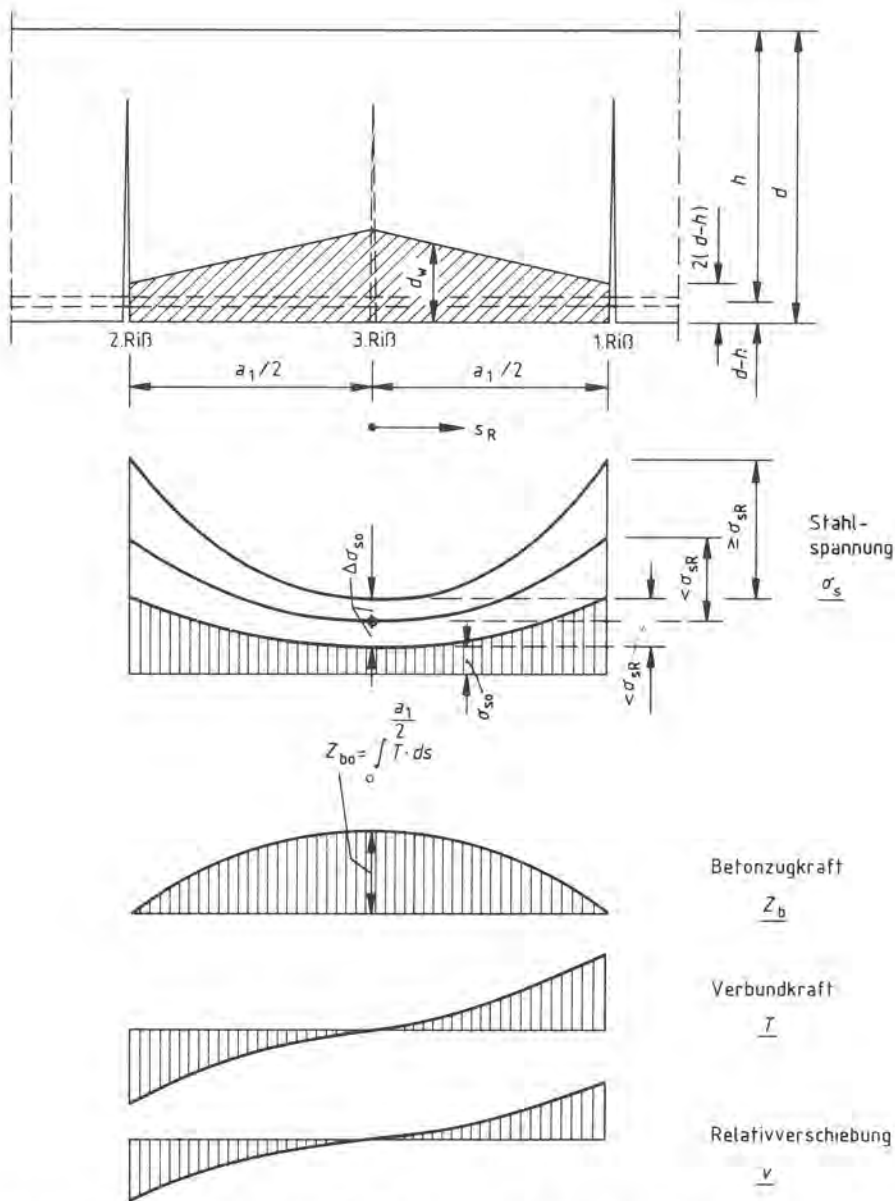 h
d
2(d-h)
d-h
d_w
2.Riß
3.Riß
1.Riß
a_1/2
a_1/2
s_R
Δσ_so
≥σ_sR
<σ_sR
<σ_sR
σ_so
Stahl-
spannung
σ_s
Z_bo = ∫_0^{a_1/2} T·ds
Betonzugkraft
Z_b
Verbundkraft
T
Relativverschiebung
v